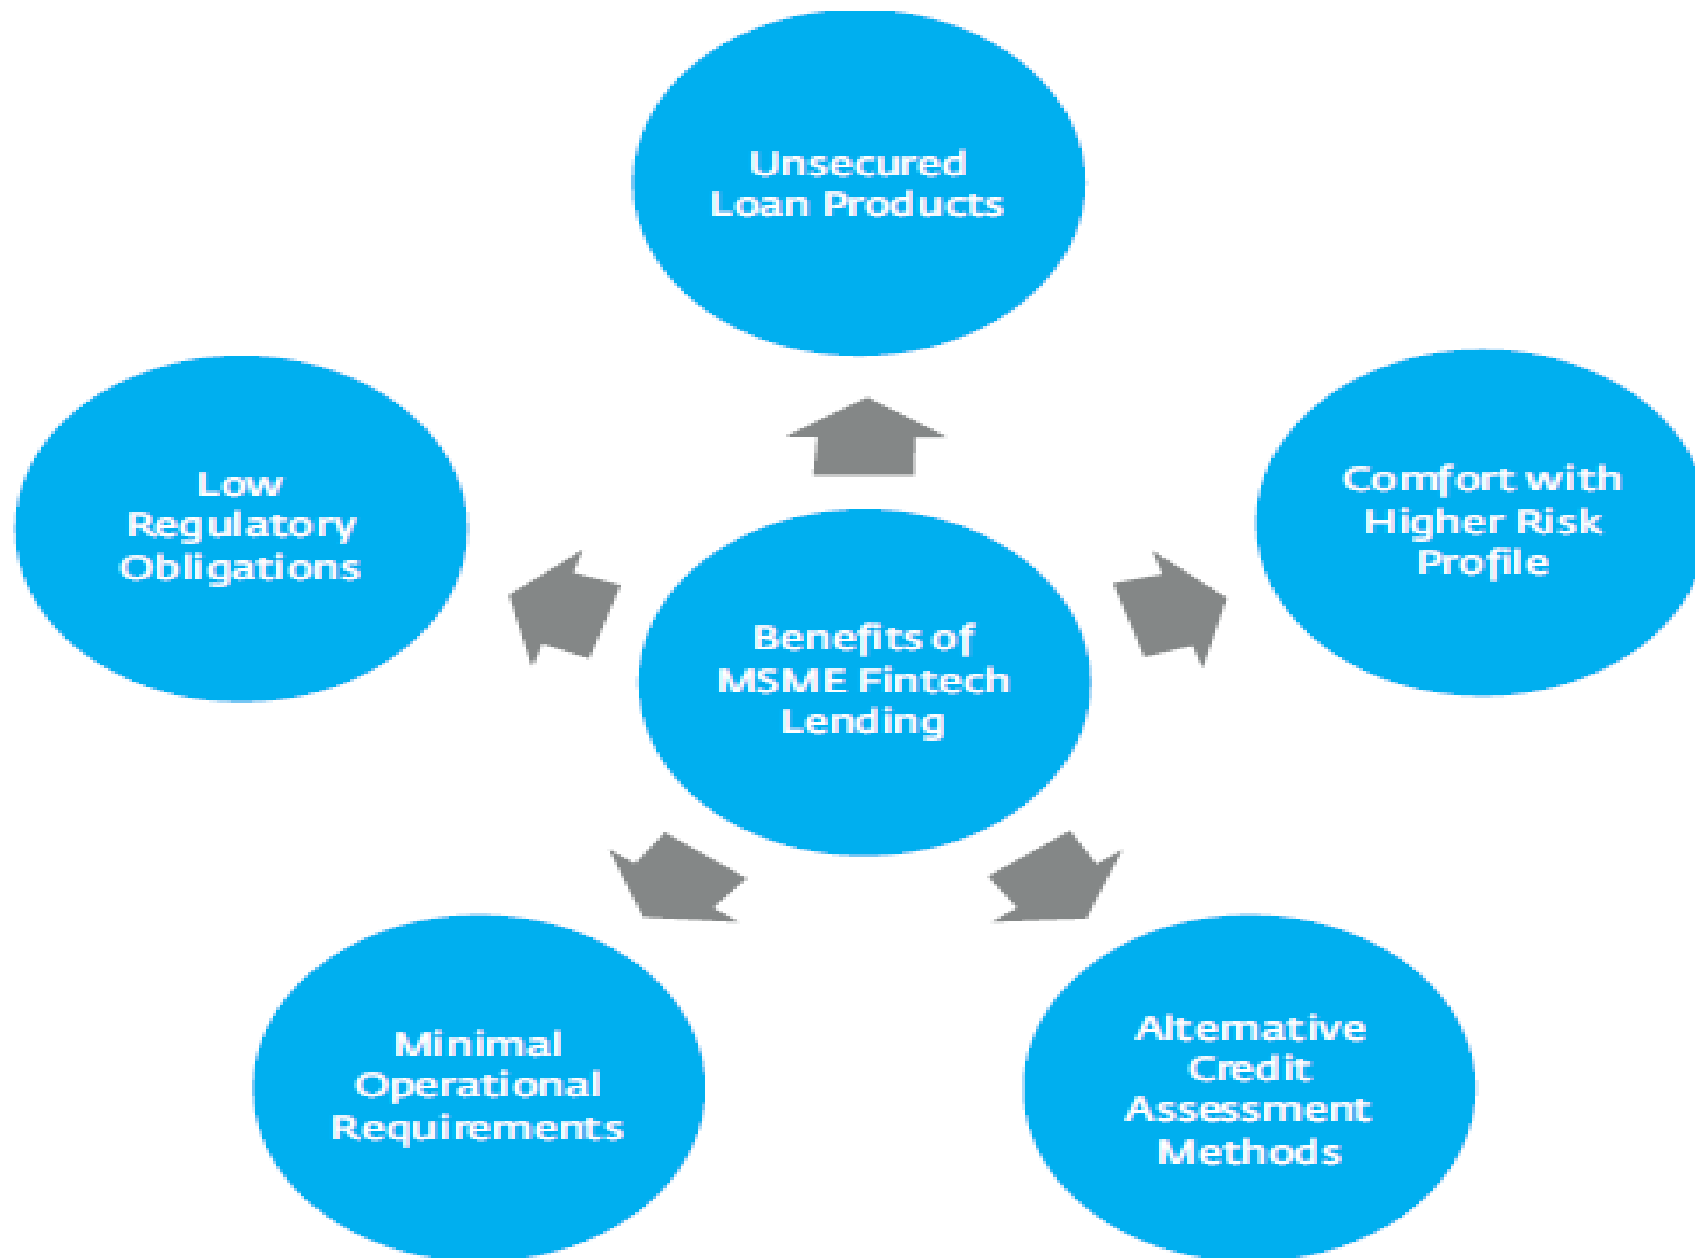 Unsecured
Loan Products
Low
Regulatory
Obligations
Comfort with
Higher Risk
Profile
Benefits of
MSME Fintech
Lending
Minimal
Operational
Requirements
Alternative
Credit
Assessment
Methods